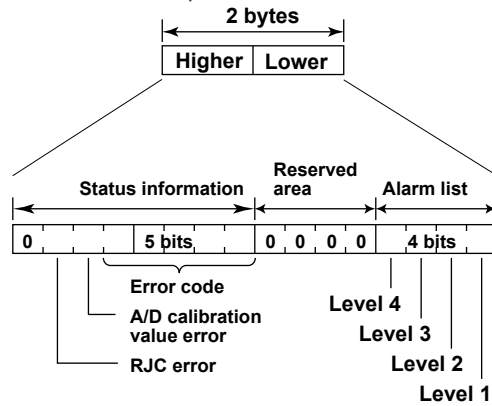 2 bytes
Higher Lower
Reserved
area
Status information
Alarm list
0 5 bits 0 0 0 0 4 bits
Error code
A/D calibration
value error
RJC error
Level 4
Level 3
Level 2
Level 1